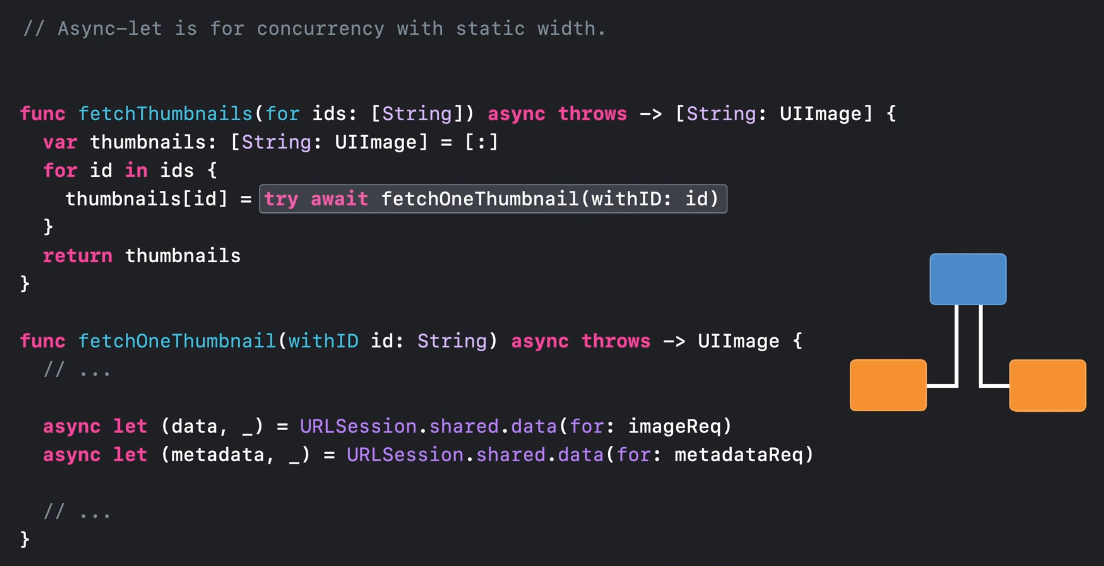 // Async-let is for concurrency with static width.
func fetchThumbnails(for ids: [String]) async throws -> [String: UIImage] {
var thumbnails: [String: UIImage] = [:]
for id in ids {
thumbnails[id] = try await fetchOneThumbnail(withID: id)
}
return thumbnails
}
func fetchOneThumbnail(withID id: String) async throws -> UIImage {
// ...
async let (data, _) = URLSession.shared.data(for: imageReq)
async let (metadata, _) = URLSession.shared.data(for: metadataReq)
// ...
}